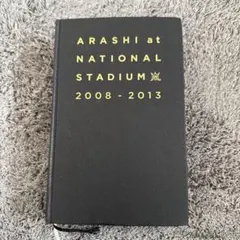 ARASHI at
NATIONAL
STADIUM
2008 - 2013